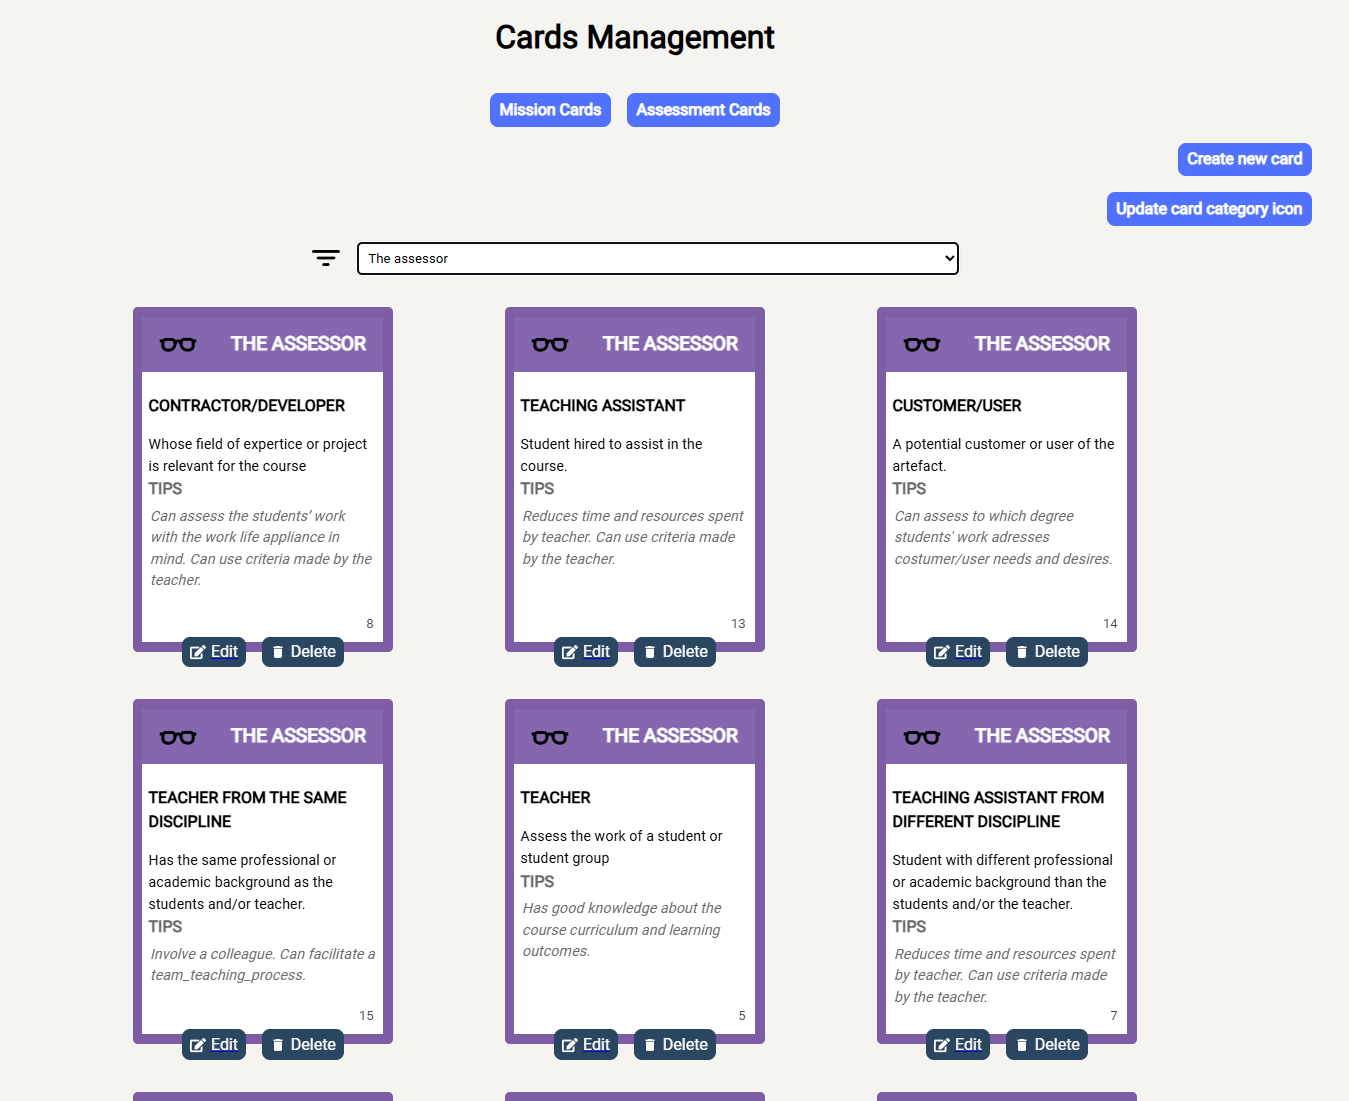 Cards Management
Mission Cards
Assessment Cards
Create new card
Update card category icon
The assessor
THE ASSESSOR
CONTRACTOR/DEVELOPER
Whose field of expertice or project
is relevant for the course
TIPS
Can assess the students' work
with the work life appliance in
mind. Can use criteria made by the
teacher.
8
Edit
Delete
THE ASSESSOR
TEACHING ASSISTANT
Student hired to assist in the
course.
TIPS
Reduces time and resources spent
by teacher. Can use criteria made
by the teacher.
13
Edit
Delete
THE ASSESSOR
CUSTOMER/USER
A potential customer or user of the
artefact.
TIPS
Can assess to which degree
students' work adresses
costumer/user needs and desires.
14
Edit
Delete
THE ASSESSOR
TEACHER FROM THE SAME
DISCIPLINE
Has the same professional or
academic background as the
students and/or teacher.
TIPS
Involve a colleague. Can facilitate a
team_teaching_process.
15
Edit
Delete
THE ASSESSOR
TEACHER
Assess the work of a student or
student group
TIPS
Has good knowledge about the
course curriculum and learning
outcomes.
5
Edit
Delete
THE ASSESSOR
TEACHING ASSISTANT FROM
DIFFERENT DISCIPLINE
Student with different professional
or academic background than the
students and/or the teacher.
TIPS
Reduces time and resources spent
by teacher. Can use criteria made
by the teacher.
7
Edit
Delete